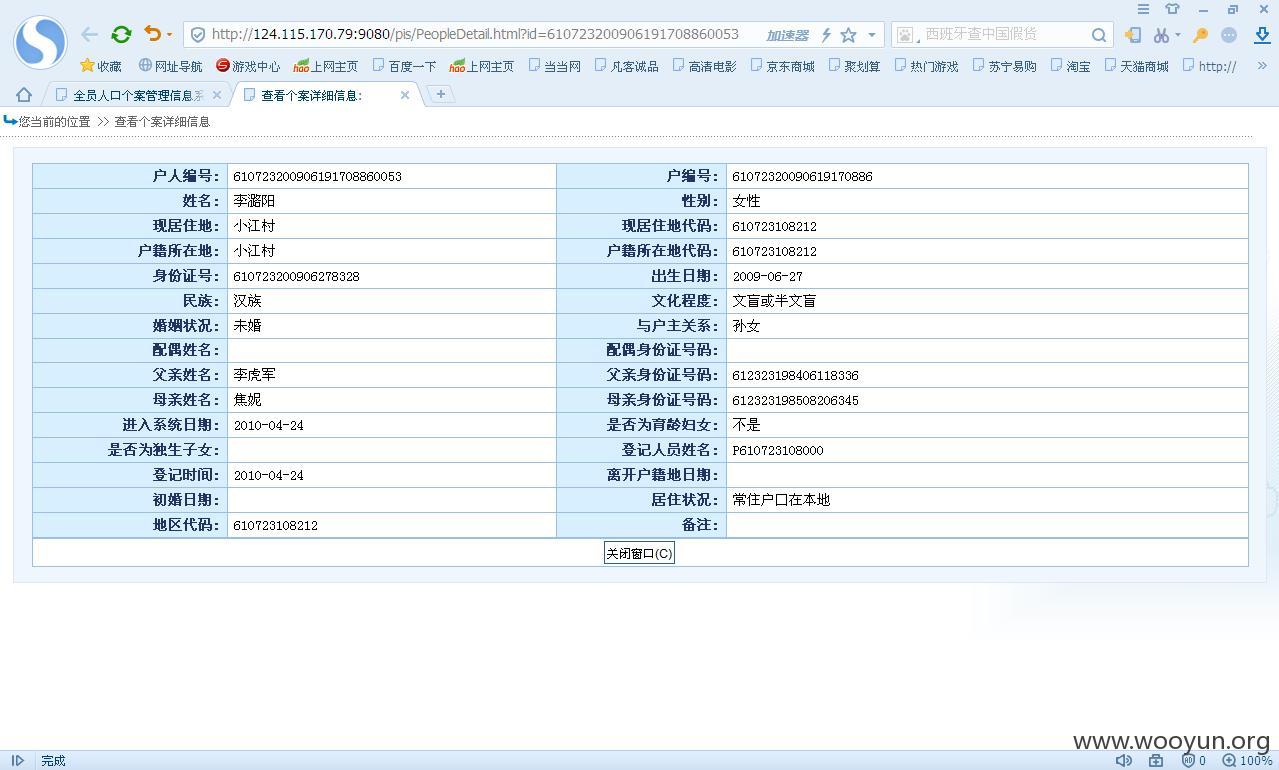 http://124.115.170.79:9080/pis/PeopleDetail.html?id=610723200906191708860053 加速器 西班牙查中国假货
收藏 网址导航 游戏中心 上网主页 百度一下 上网主页 当当网 凡客诚品 高清电影 京东商城 聚划算 热门游戏 苏宁易购 淘宝 天猫商城 http://
全员人口个案管理信息系 查看个案详细信息:
您当前的位置 >> 查看个案详细信息
户人编号： 610723200906191708860053 户编号： 61072320090619170886
姓名： 李潞阳 性别： 女性
现居住地： 小江村 现居住地代码： 610723108212
户籍所在地： 小江村 户籍所在地代码： 610723108212
身份证号： 610723200906278328 出生日期： 2009-06-27
民族： 汉族 文化程度： 文盲或半文盲
婚姻状况： 未婚 与户主关系： 孙女
配偶姓名： 配偶身份证号码：
父亲姓名： 李虎军 父亲身份证号码： 612323198406118336
母亲姓名： 焦妮 母亲身份证号码： 612323198508206345
进入系统日期： 2010-04-24 是否为育龄妇女： 不是
是否为独生子女： 登记人员姓名： P610723108000
登记时间： 2010-04-24 离开户籍地日期：
初婚日期： 居住状况： 常住户口在本地
地区代码： 610723108212 备注：
关闭窗口(C)
www.wooyun.org
完成 0 100%